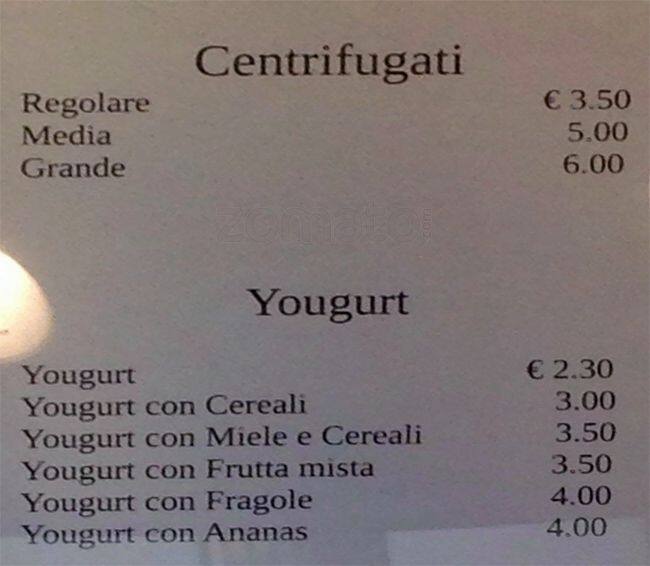 Centrifugati
Regolare € 3.50
Media 5.00
Grande 6.00
zomato
Yougurt
Yougurt € 2.30
Yougurt con Cereali 3.00
Yougurt con Miele e Cereali 3.50
Yougurt con Frutta mista 3.50
Yougurt con Fragole 4.00
Yougurt con Ananas 4.00